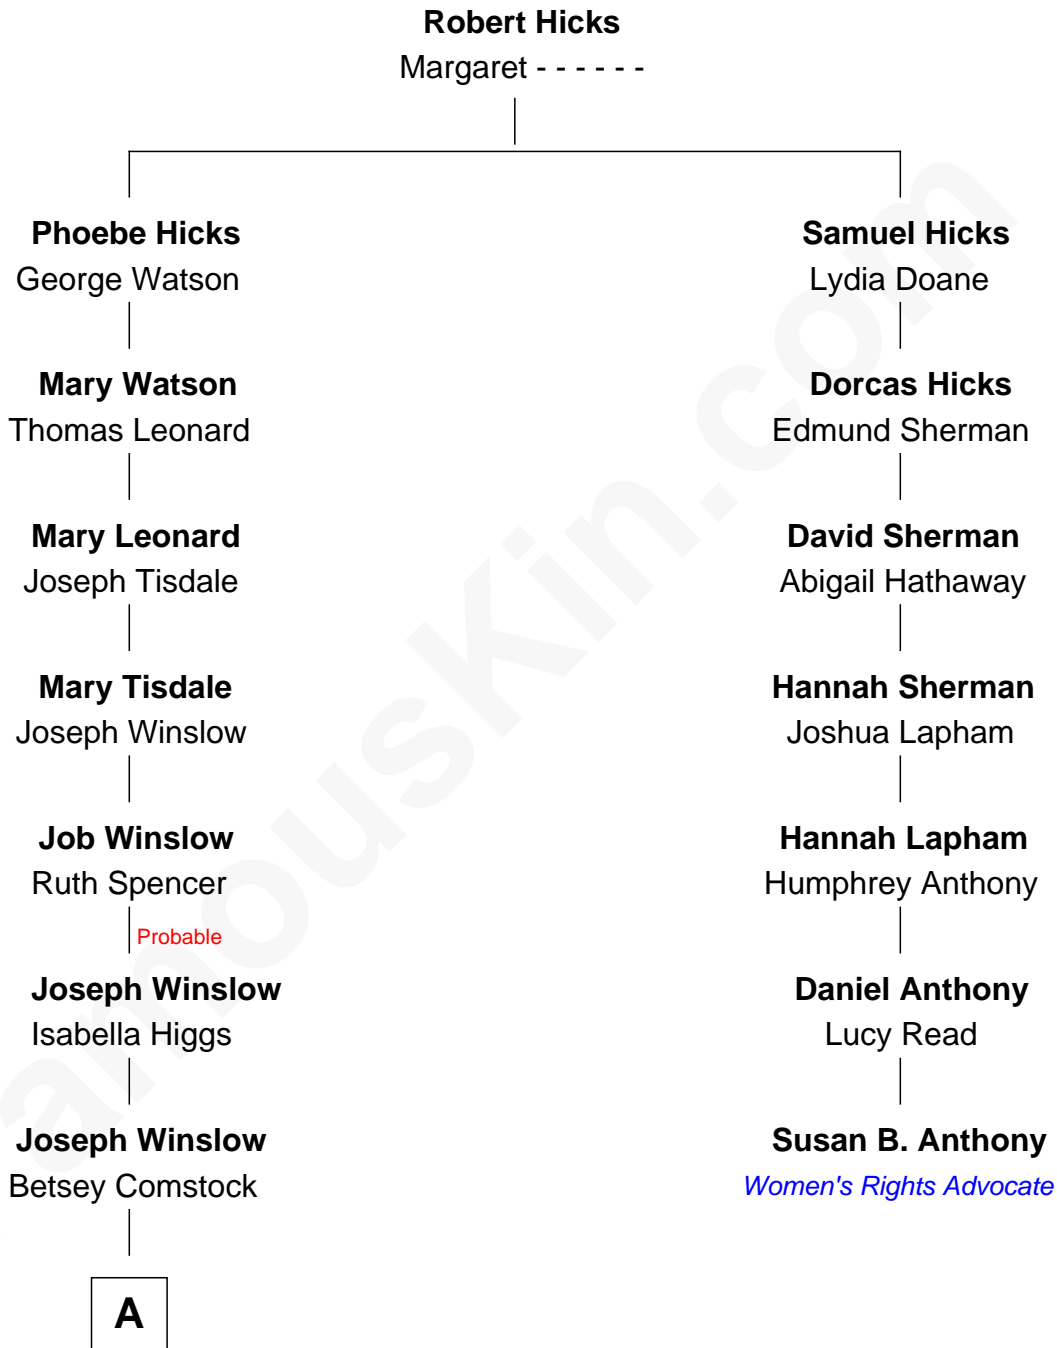 Robert Hicks
Margaret - - - - - -
Phoebe Hicks
George Watson
Samuel Hicks
Lydia Doane
Mary Watson
Thomas Leonard
Dorcas Hicks
Edmund Sherman
Mary Leonard
Joseph Tisdale
David Sherman
Abigail Hathaway
Mary Tisdale
Joseph Winslow
Hannah Sherman
Joshua Lapham
Job Winslow
Ruth Spencer
Hannah Lapham
Humphrey Anthony
Probable
Joseph Winslow
Isabella Higgs
Daniel Anthony
Lucy Read
Joseph Winslow
Betsey Comstock
Susan B. Anthony
Women's Rights Advocate
A
amouskin.com